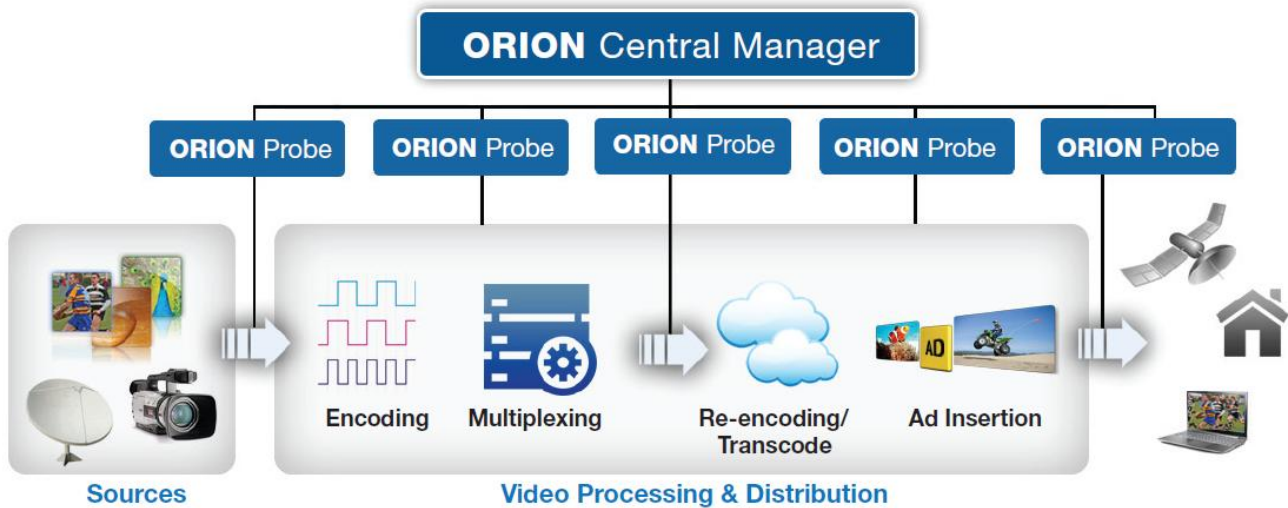 ORION Central Manager
ORION Probe
ORION Probe
ORION Probe
ORION Probe
ORION Probe
AD
Encoding
Multiplexing
Re-encoding/
Transcode
Ad Insertion
Sources
Video Processing & Distribution